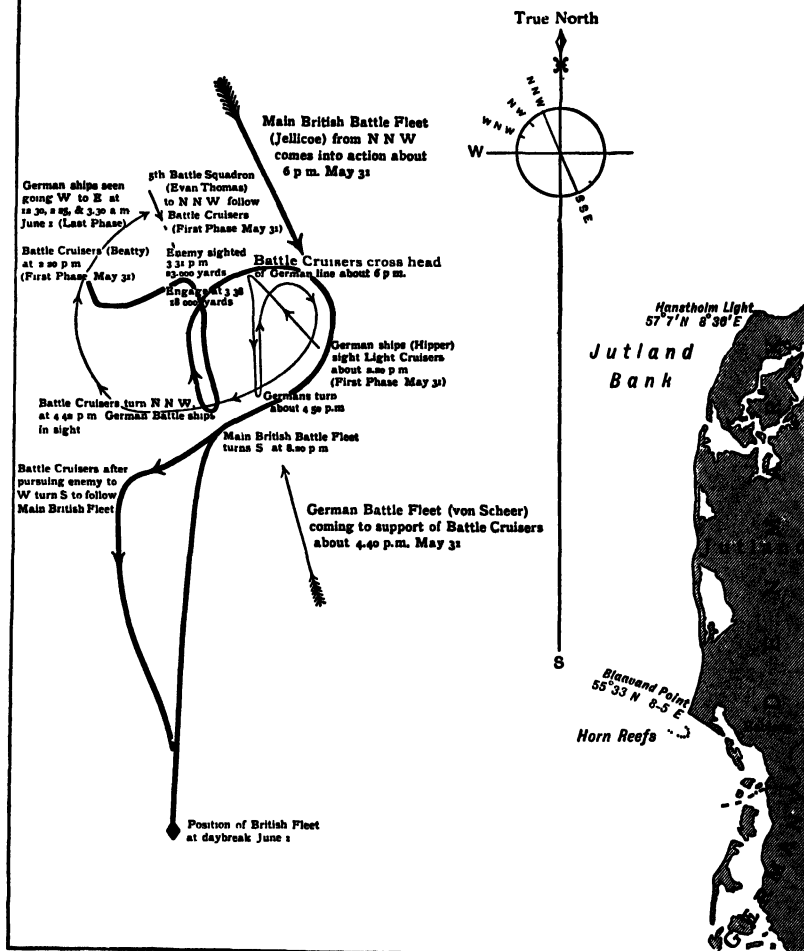 True North
NNW
NW
WNW
W
SSE
S
Main British Battle Fleet
(Jellicoe) from N N W
comes into action about
6 p m. May 31
5th Battle Squadron
(Evan Thomas)
to N N W follow
Battle Cruisers
(First Phase May 31)
German ships seen
going W to E at
June 1 (Last Phase)
Battle Cruisers (Beatty)
at 2 20 p m
(First Phase May 31)
Enemy sighted
3 31 p m
23.000 yards
Engage at 3 38
18 000 yards
Battle Cruisers cross head
of German line about 6 p.m.
German ships (Hipper)
sight Light Cruisers
about 2.20 p m
(First Phase May 31)
Battle Cruisers turn N N W.
at 4 40 p m German Battle ships
in sight
Germans turn
about 4 50 p.m
Main British Battle Fleet
turns S at 8.20 p m
Battle Cruisers after
pursuing enemy to
W turn S to follow
Main British Fleet
German Battle Fleet (von Scheer)
coming to support of Battle Cruisers
about 4.40 p.m. May 31
Position of British Fleet
at daybreak June 1
Hanstholm Light
57°7'N 8°36'E
Jutland
Bank
Jutland
Blaavand Point
55°33 N 8-5 E
Horn Reefs